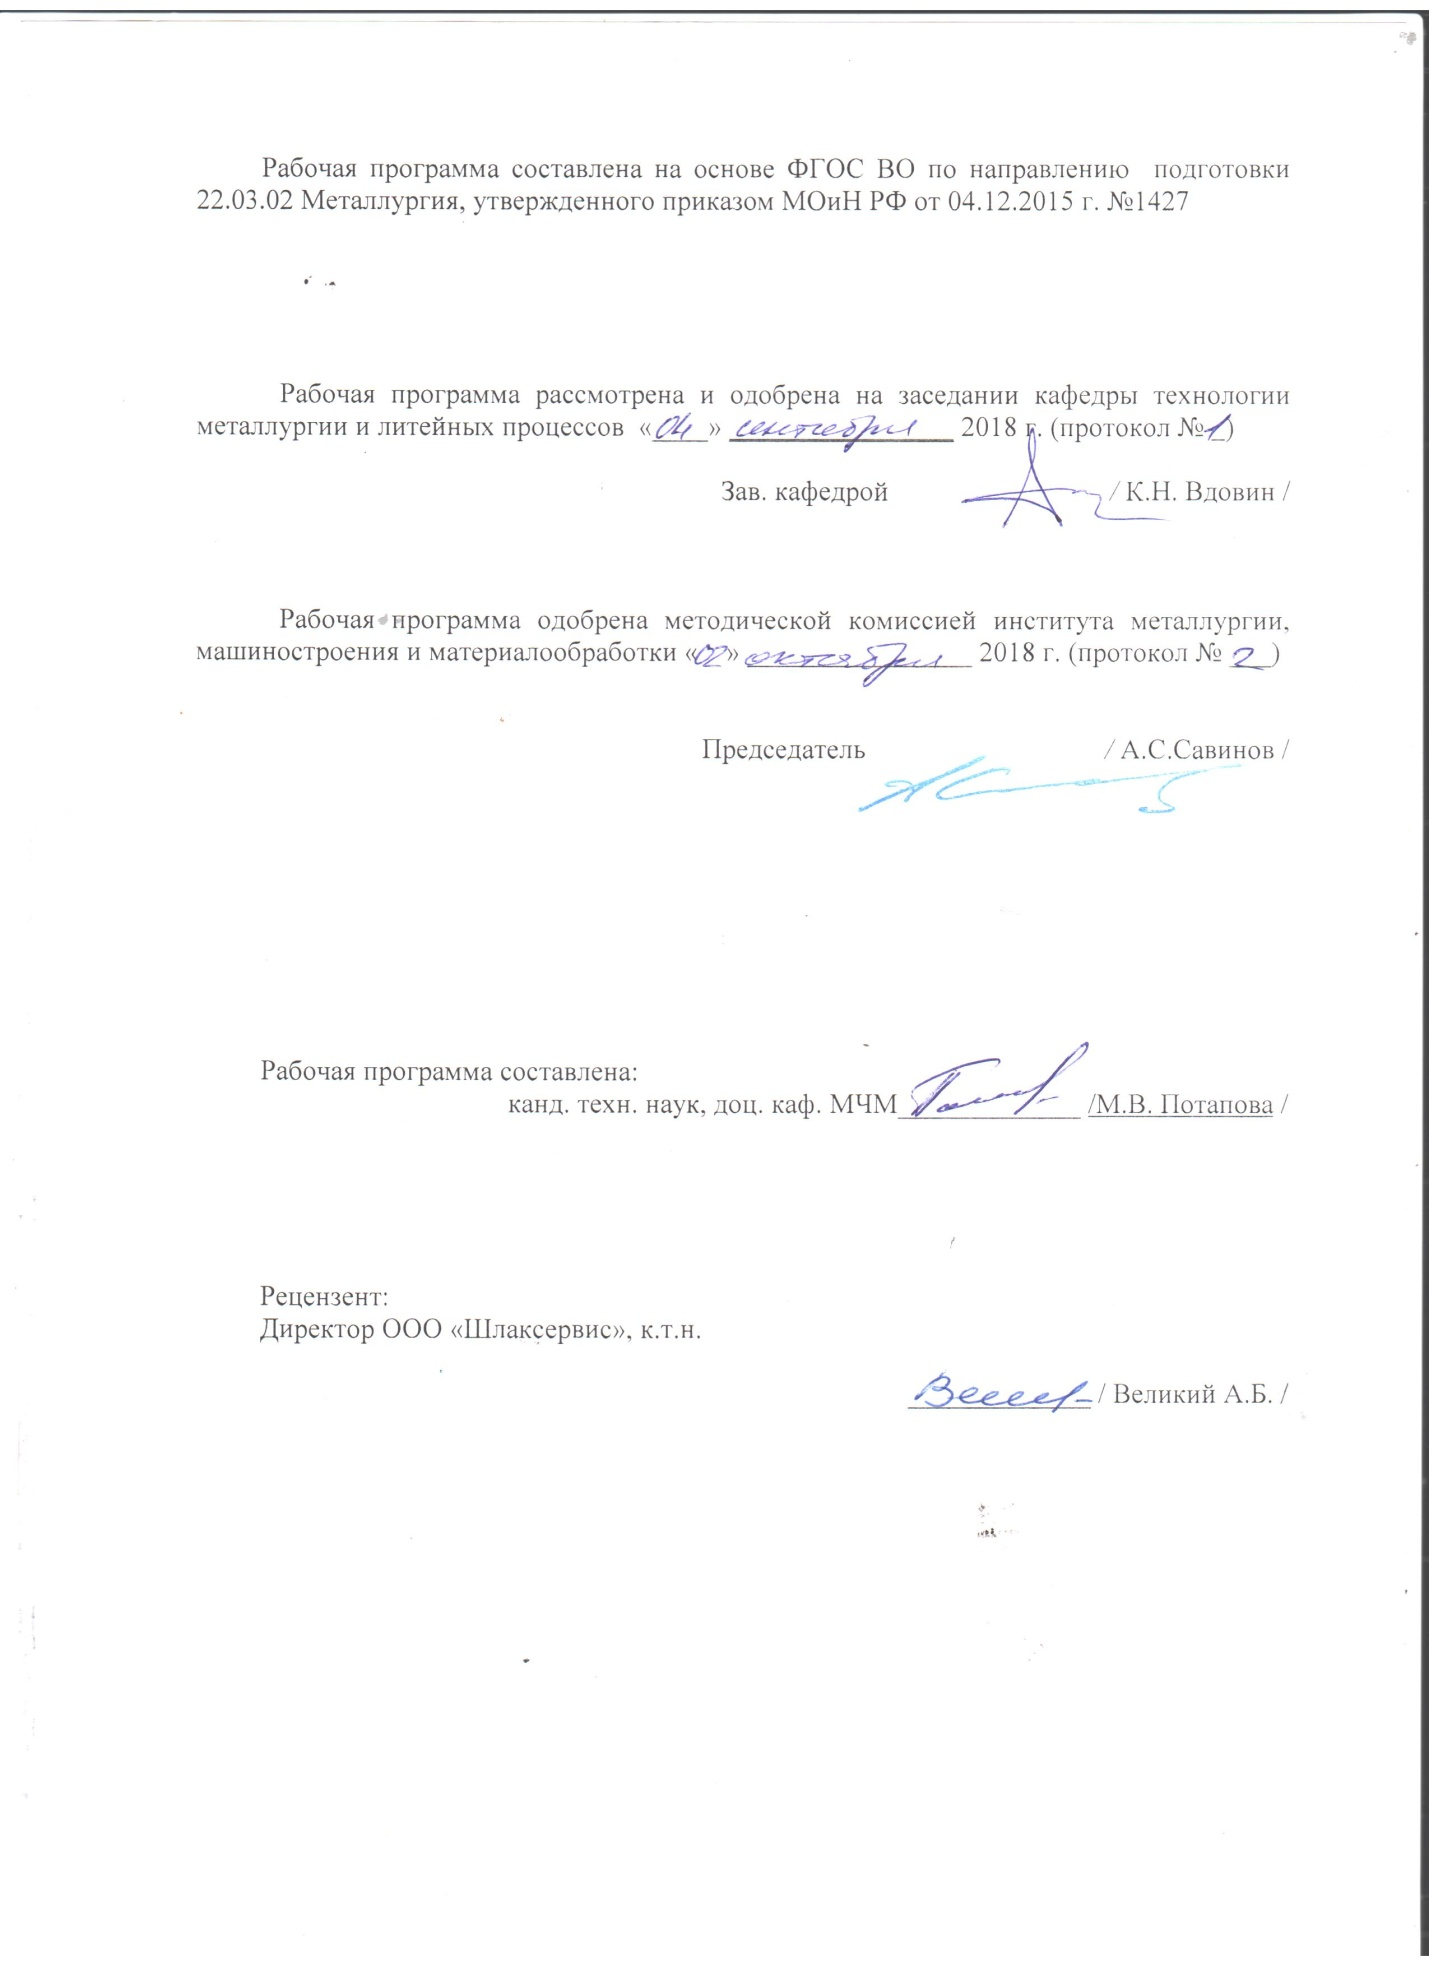 Рабочая программа составлена на основе ФГОС ВО по направлению подготовки
22.03.02 Металлургия, утвержденного приказом МОиН РФ от 04.12.2015 г. №1427
Рабочая программа рассмотрена и одобрена на заседании кафедры технологии
металлургии и литейных процессов «04» сентября 2018 г. (протокол №1)
Зав. кафедрой / К.Н. Вдовин /
Рабочая программа одобрена методической комиссией института металлургии,
машиностроения и материалообработки «02» октября 2018 г. (протокол № 2)
Председатель / А.С.Савинов /
Рабочая программа составлена:
канд. техн. наук, доц. каф. МЧМ /М.В. Потапова /
Рецензент:
Директор ООО «Шлаксервис», к.т.н.
/ Великий А.Б. /